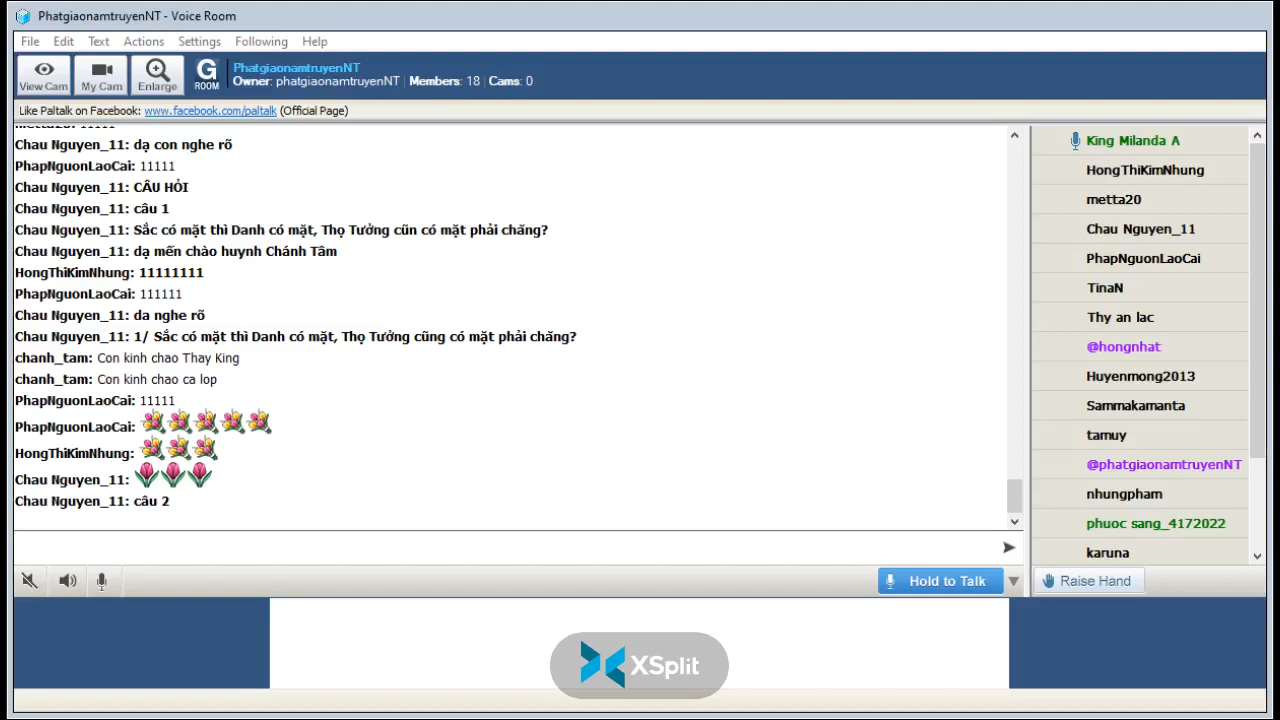 PhatgiaonamtruyenNT - Voice Room
File Edit Text Actions Settings Following Help
View Cam
My Cam
Enlarge
G ROOM
PhatgiaonamtruyenNT
Owner: phatgiaonamtruyenNT | Members: 18 | Cams: 0
Like Paltalk on Facebook: www.facebook.com/paltalk (Official Page)
metta20: 11111
Chau Nguyen_11: dạ con nghe rõ
PhapNguonLaoCai: 11111
Chau Nguyen_11: CÂU HỎI
Chau Nguyen_11: câu 1
Chau Nguyen_11: Sắc có mặt thì Danh có mặt, Thọ Tưởng cũn có mặt phải chăng?
Chau Nguyen_11: dạ mến chào huynh Chánh Tâm
HongThiKimNhung: 11111111
PhapNguonLaoCai: 111111
Chau Nguyen_11: da nghe rõ
Chau Nguyen_11: 1/ Sắc có mặt thì Danh có mặt, Thọ Tưởng cũng có mặt phải chăng?
chanh_tam: Con kinh chao Thay King
chanh_tam: Con kinh chao ca lop
PhapNguonLaoCai: 11111
PhapNguonLaoCai:
HongThiKimNhung:
Chau Nguyen_11:
Chau Nguyen_11: câu 2
King Milanda A
HongThiKimNhung
metta20
Chau Nguyen_11
PhapNguonLaoCai
TinaN
Thy an lac
@hongnhat
Huyenmong2013
Sammakamanta
tamuy
@phatgiaonamtruyenNT
nhungpham
phuoc sang_4172022
karuna
Hold to Talk
Raise Hand
XSplit